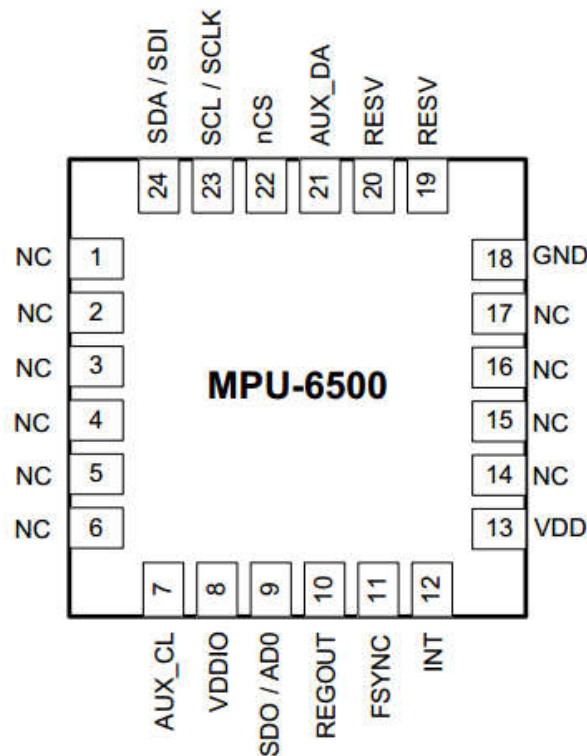 SDA / SDI
SCL / SCLK
nCS
AUX_DA
RESV
RESV
24
23
22
21
20
19
NC 1
18 GND
NC 2
17 NC
NC 3
16 NC
MPU-6500
NC 4
15 NC
NC 5
14 NC
NC 6
13 VDD
7
8
9
10
11
12
AUX_CL
VDDIO
SDO / AD0
REGOUT
FSYNC
INT